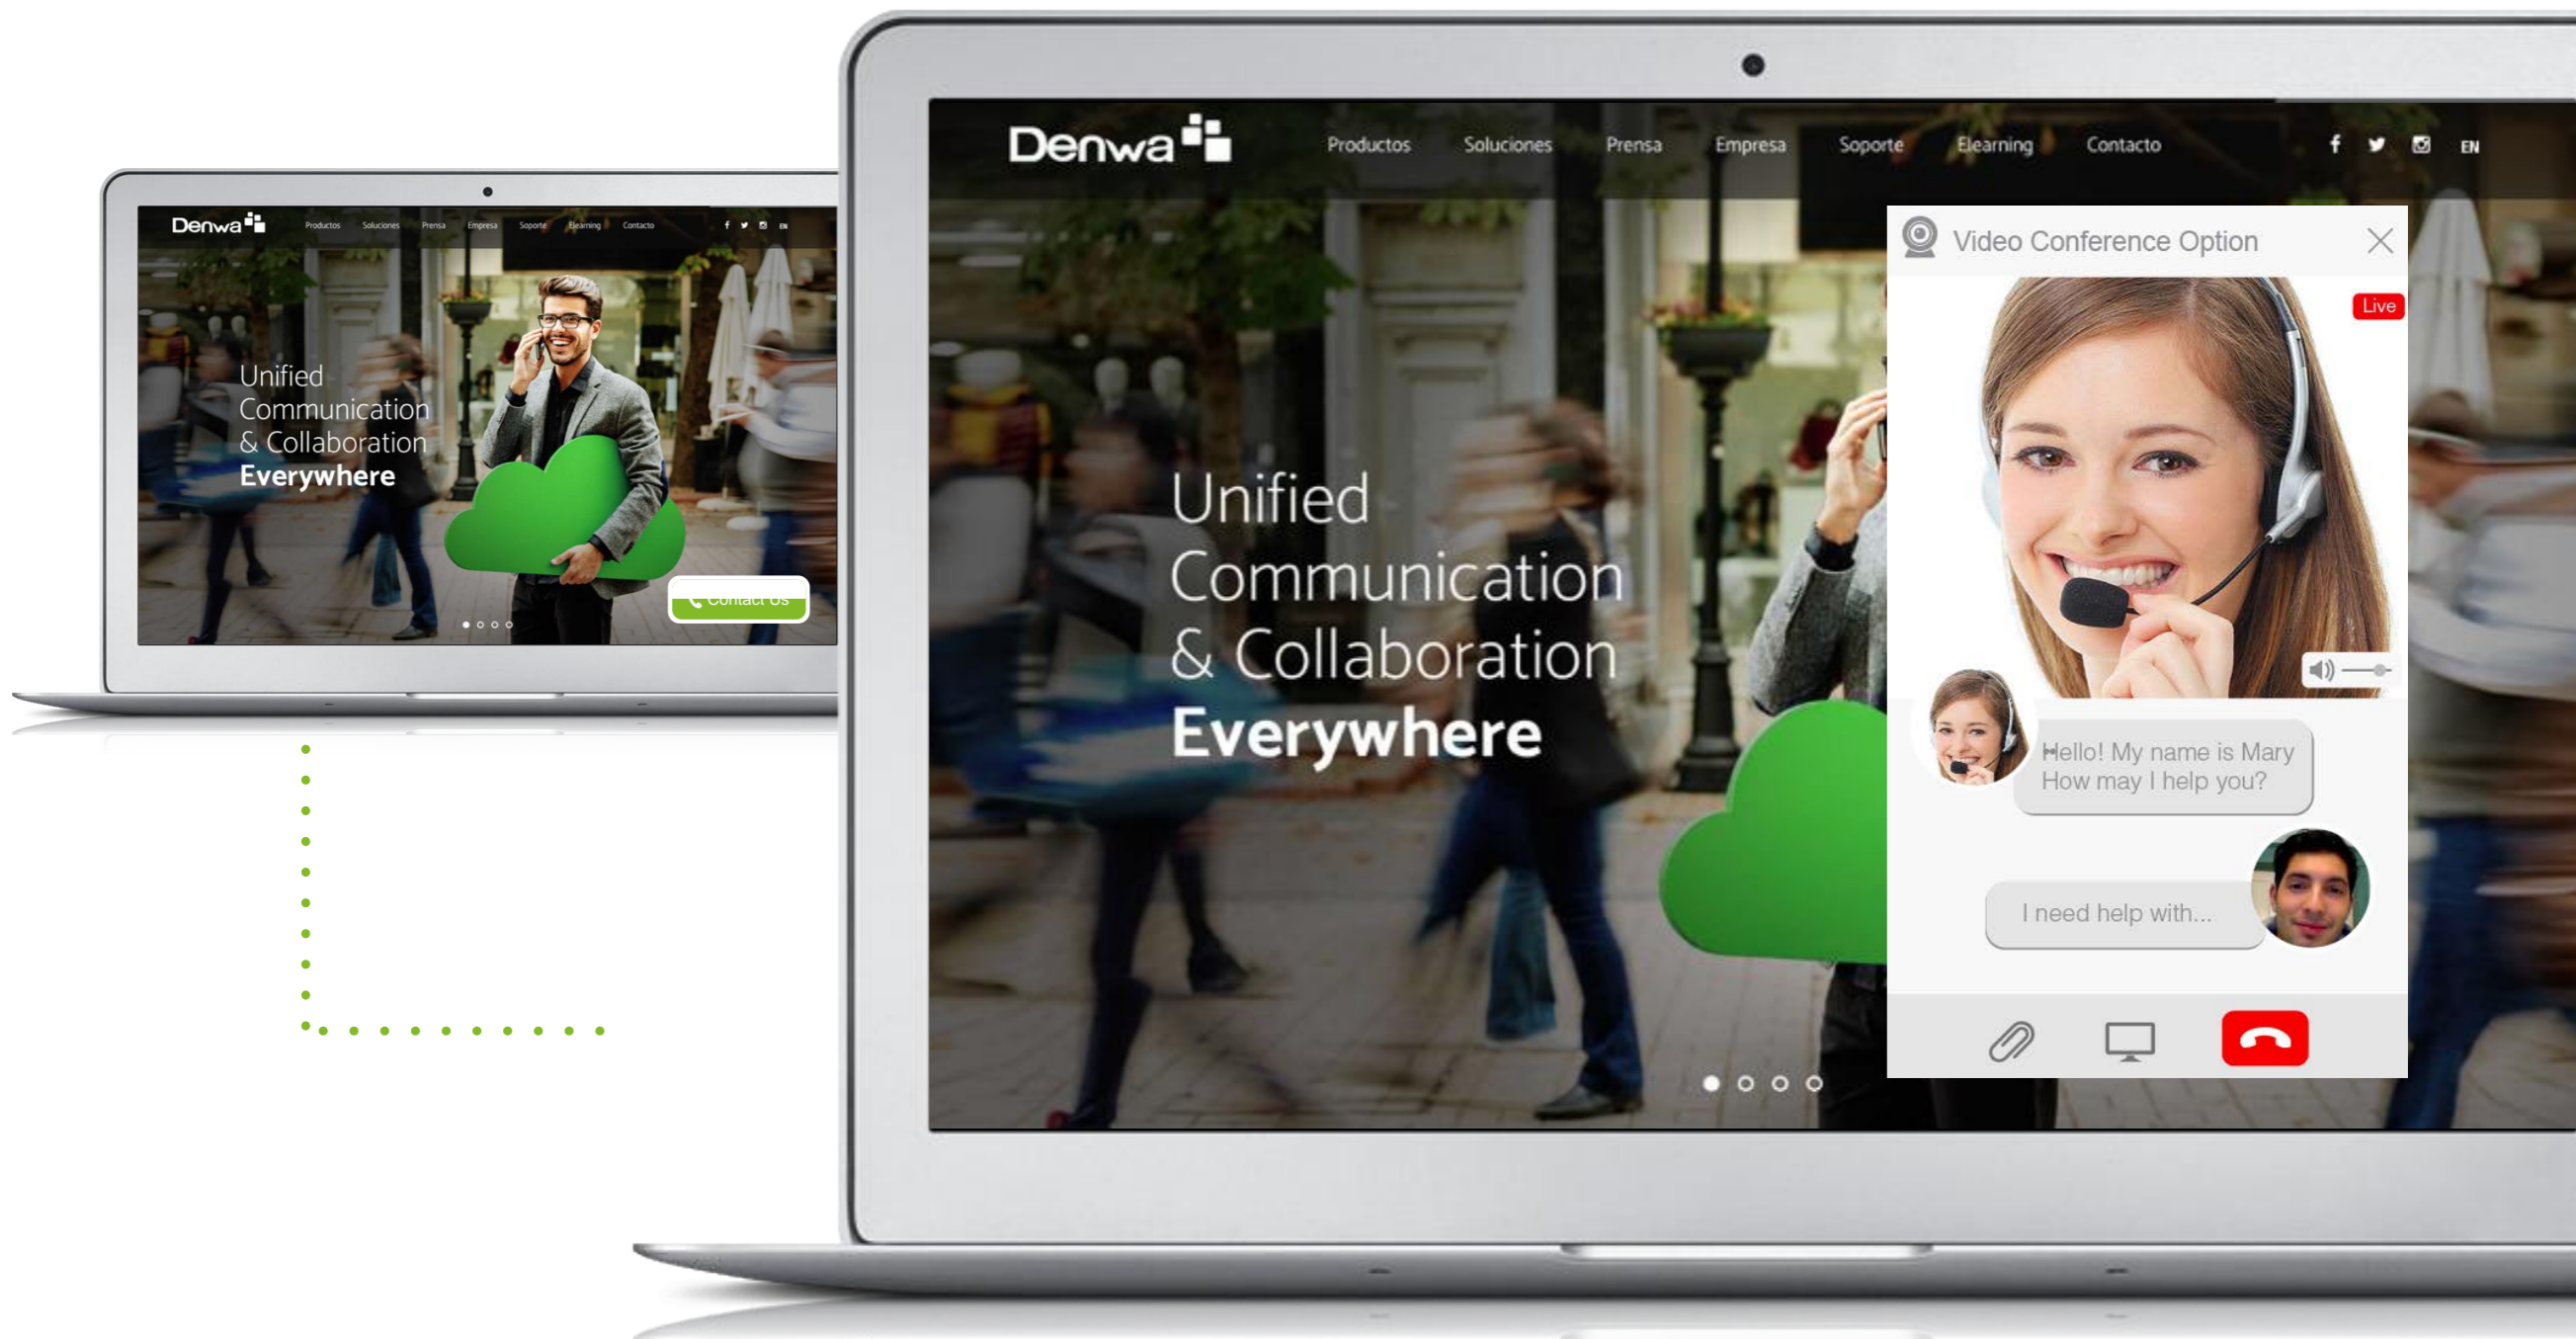 Denwa
Productos Soluciones Prensa Empresa Soporte Elearning Contacto
EN
Unified
Communication
& Collaboration
Everywhere
Contact Us
Denwa
Productos Soluciones Prensa Empresa Soporte Elearning Contacto
f EN
Unified
Communication
& Collaboration
Everywhere
Video Conference Option
Live
Hello! My name is Mary
How may I help you?
I need help with...